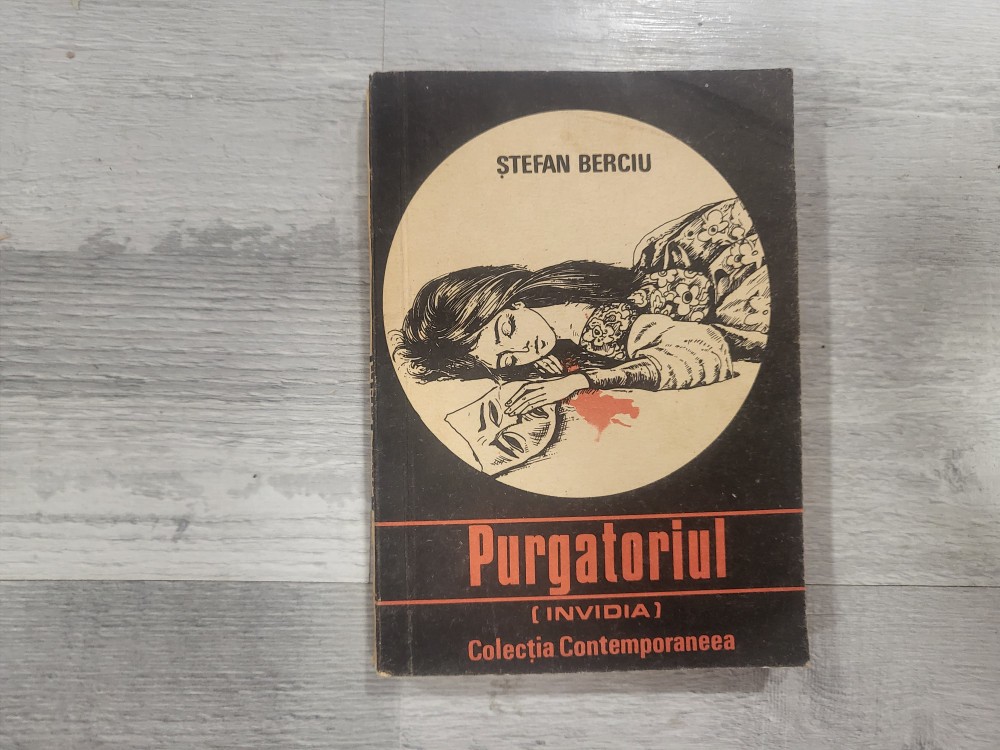 ȘTEFAN BERCIU
Purgatoriul
(INVIDIA)
Colecția Contemporaneea